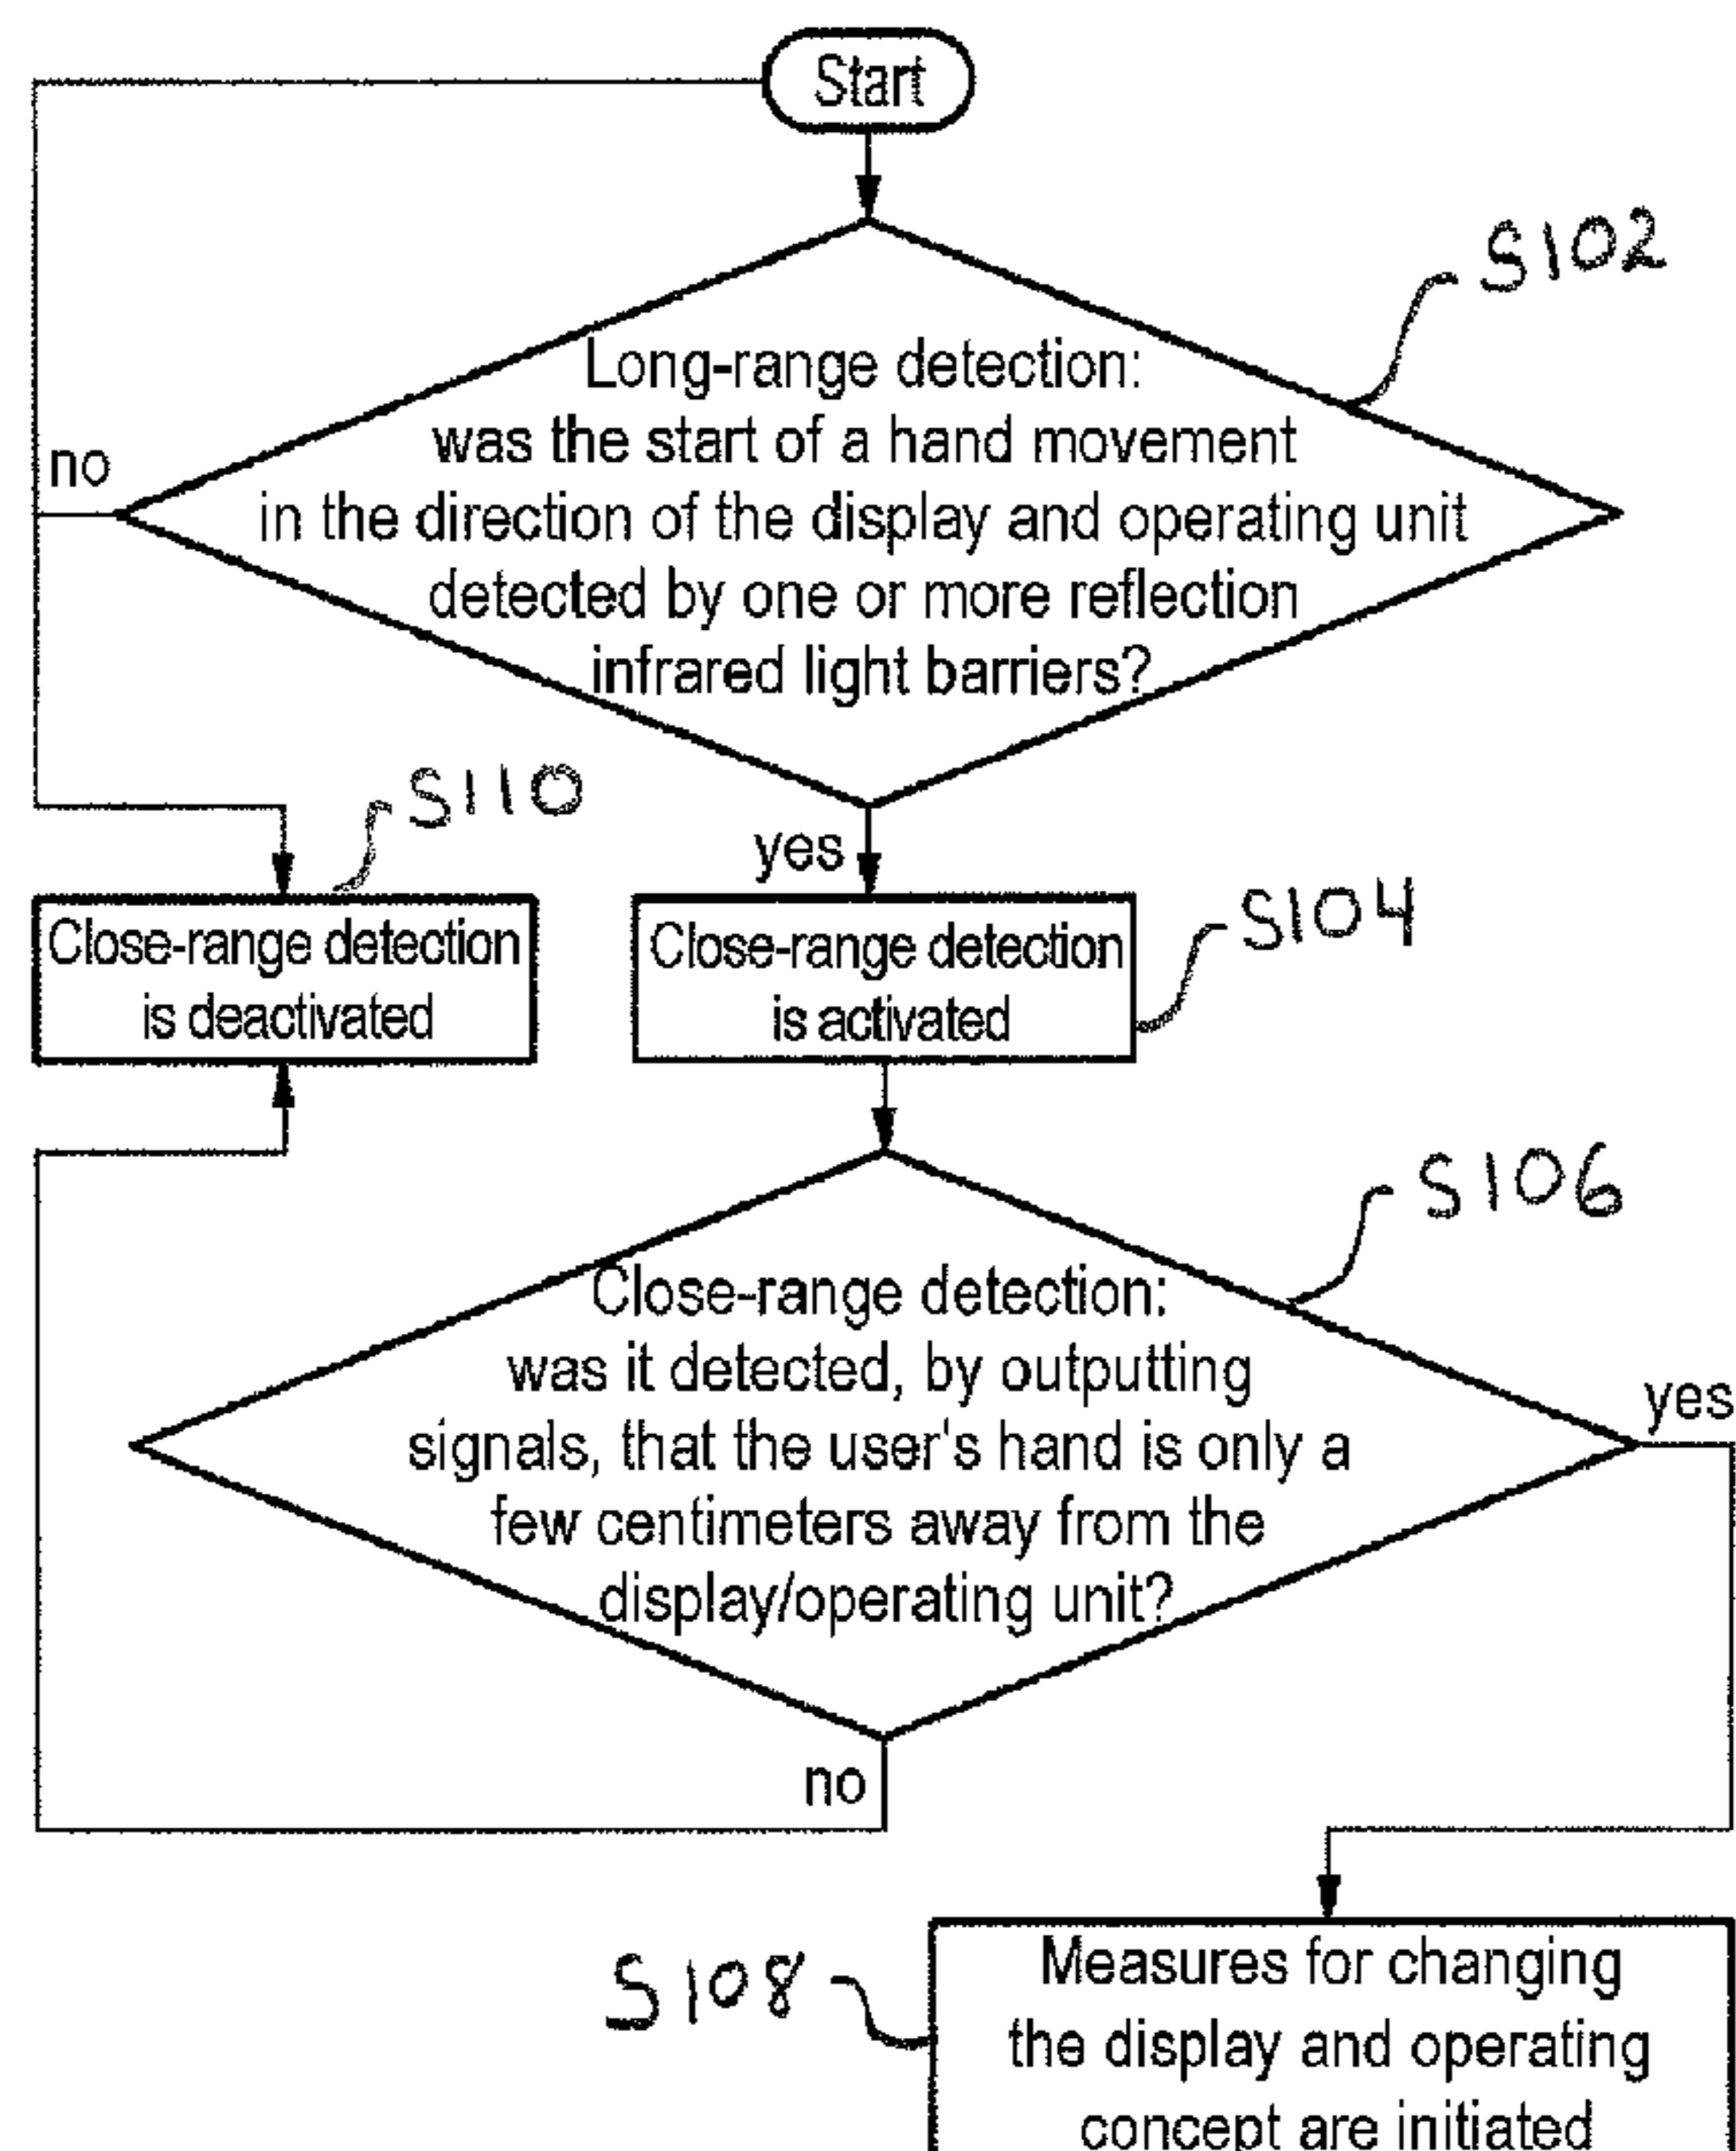 Start
S102
Long-range detection:
was the start of a hand movement
in the direction of the display and operating unit
detected by one or more reflection
infrared light barriers?
no
yes
S110
Close-range detection
is deactivated
S104
Close-range detection
is activated
S106
Close-range detection:
was it detected, by outputting
signals, that the user's hand is only a
few centimeters away from the
display/operating unit?
yes
no
S108
Measures for changing
the display and operating
concept are initiated